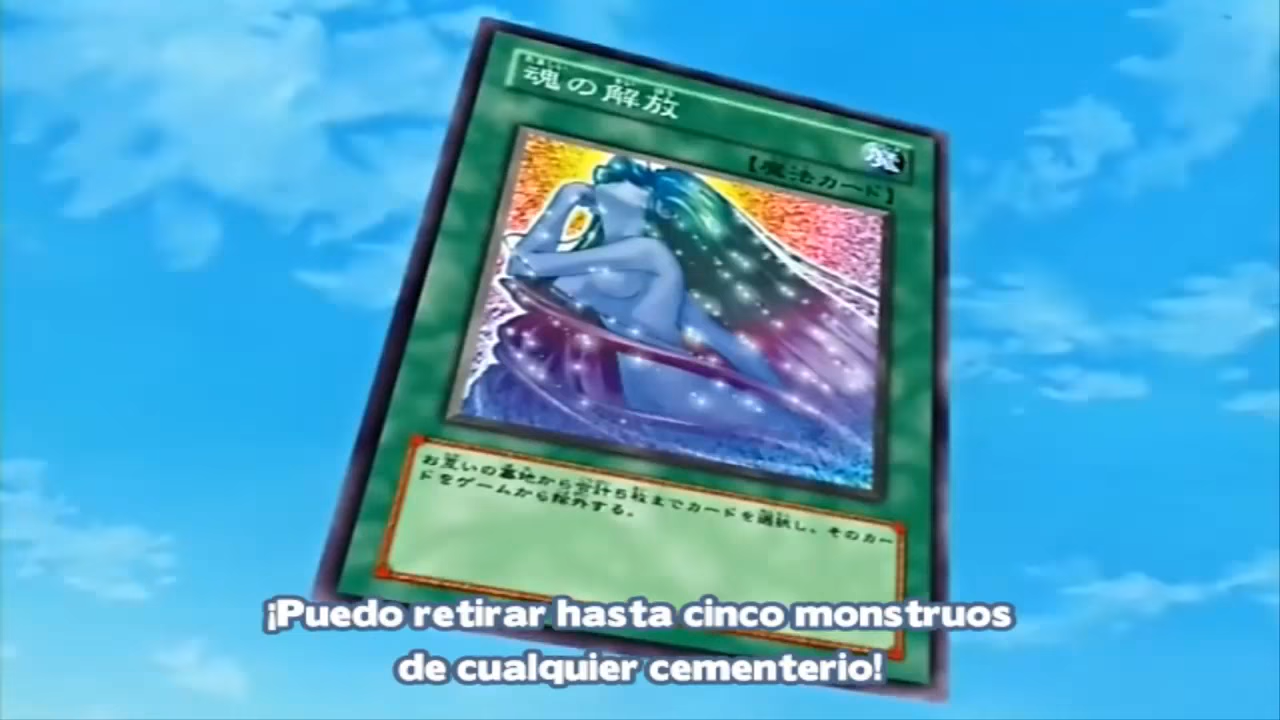 魂の解放
魔
【魔法カード】
お互いの墓地から合計5枚までカードを選択し、そのカー
ドをゲームから除外する。
¡Puedo retirar hasta cinco monstruos
de cualquier cementerio!